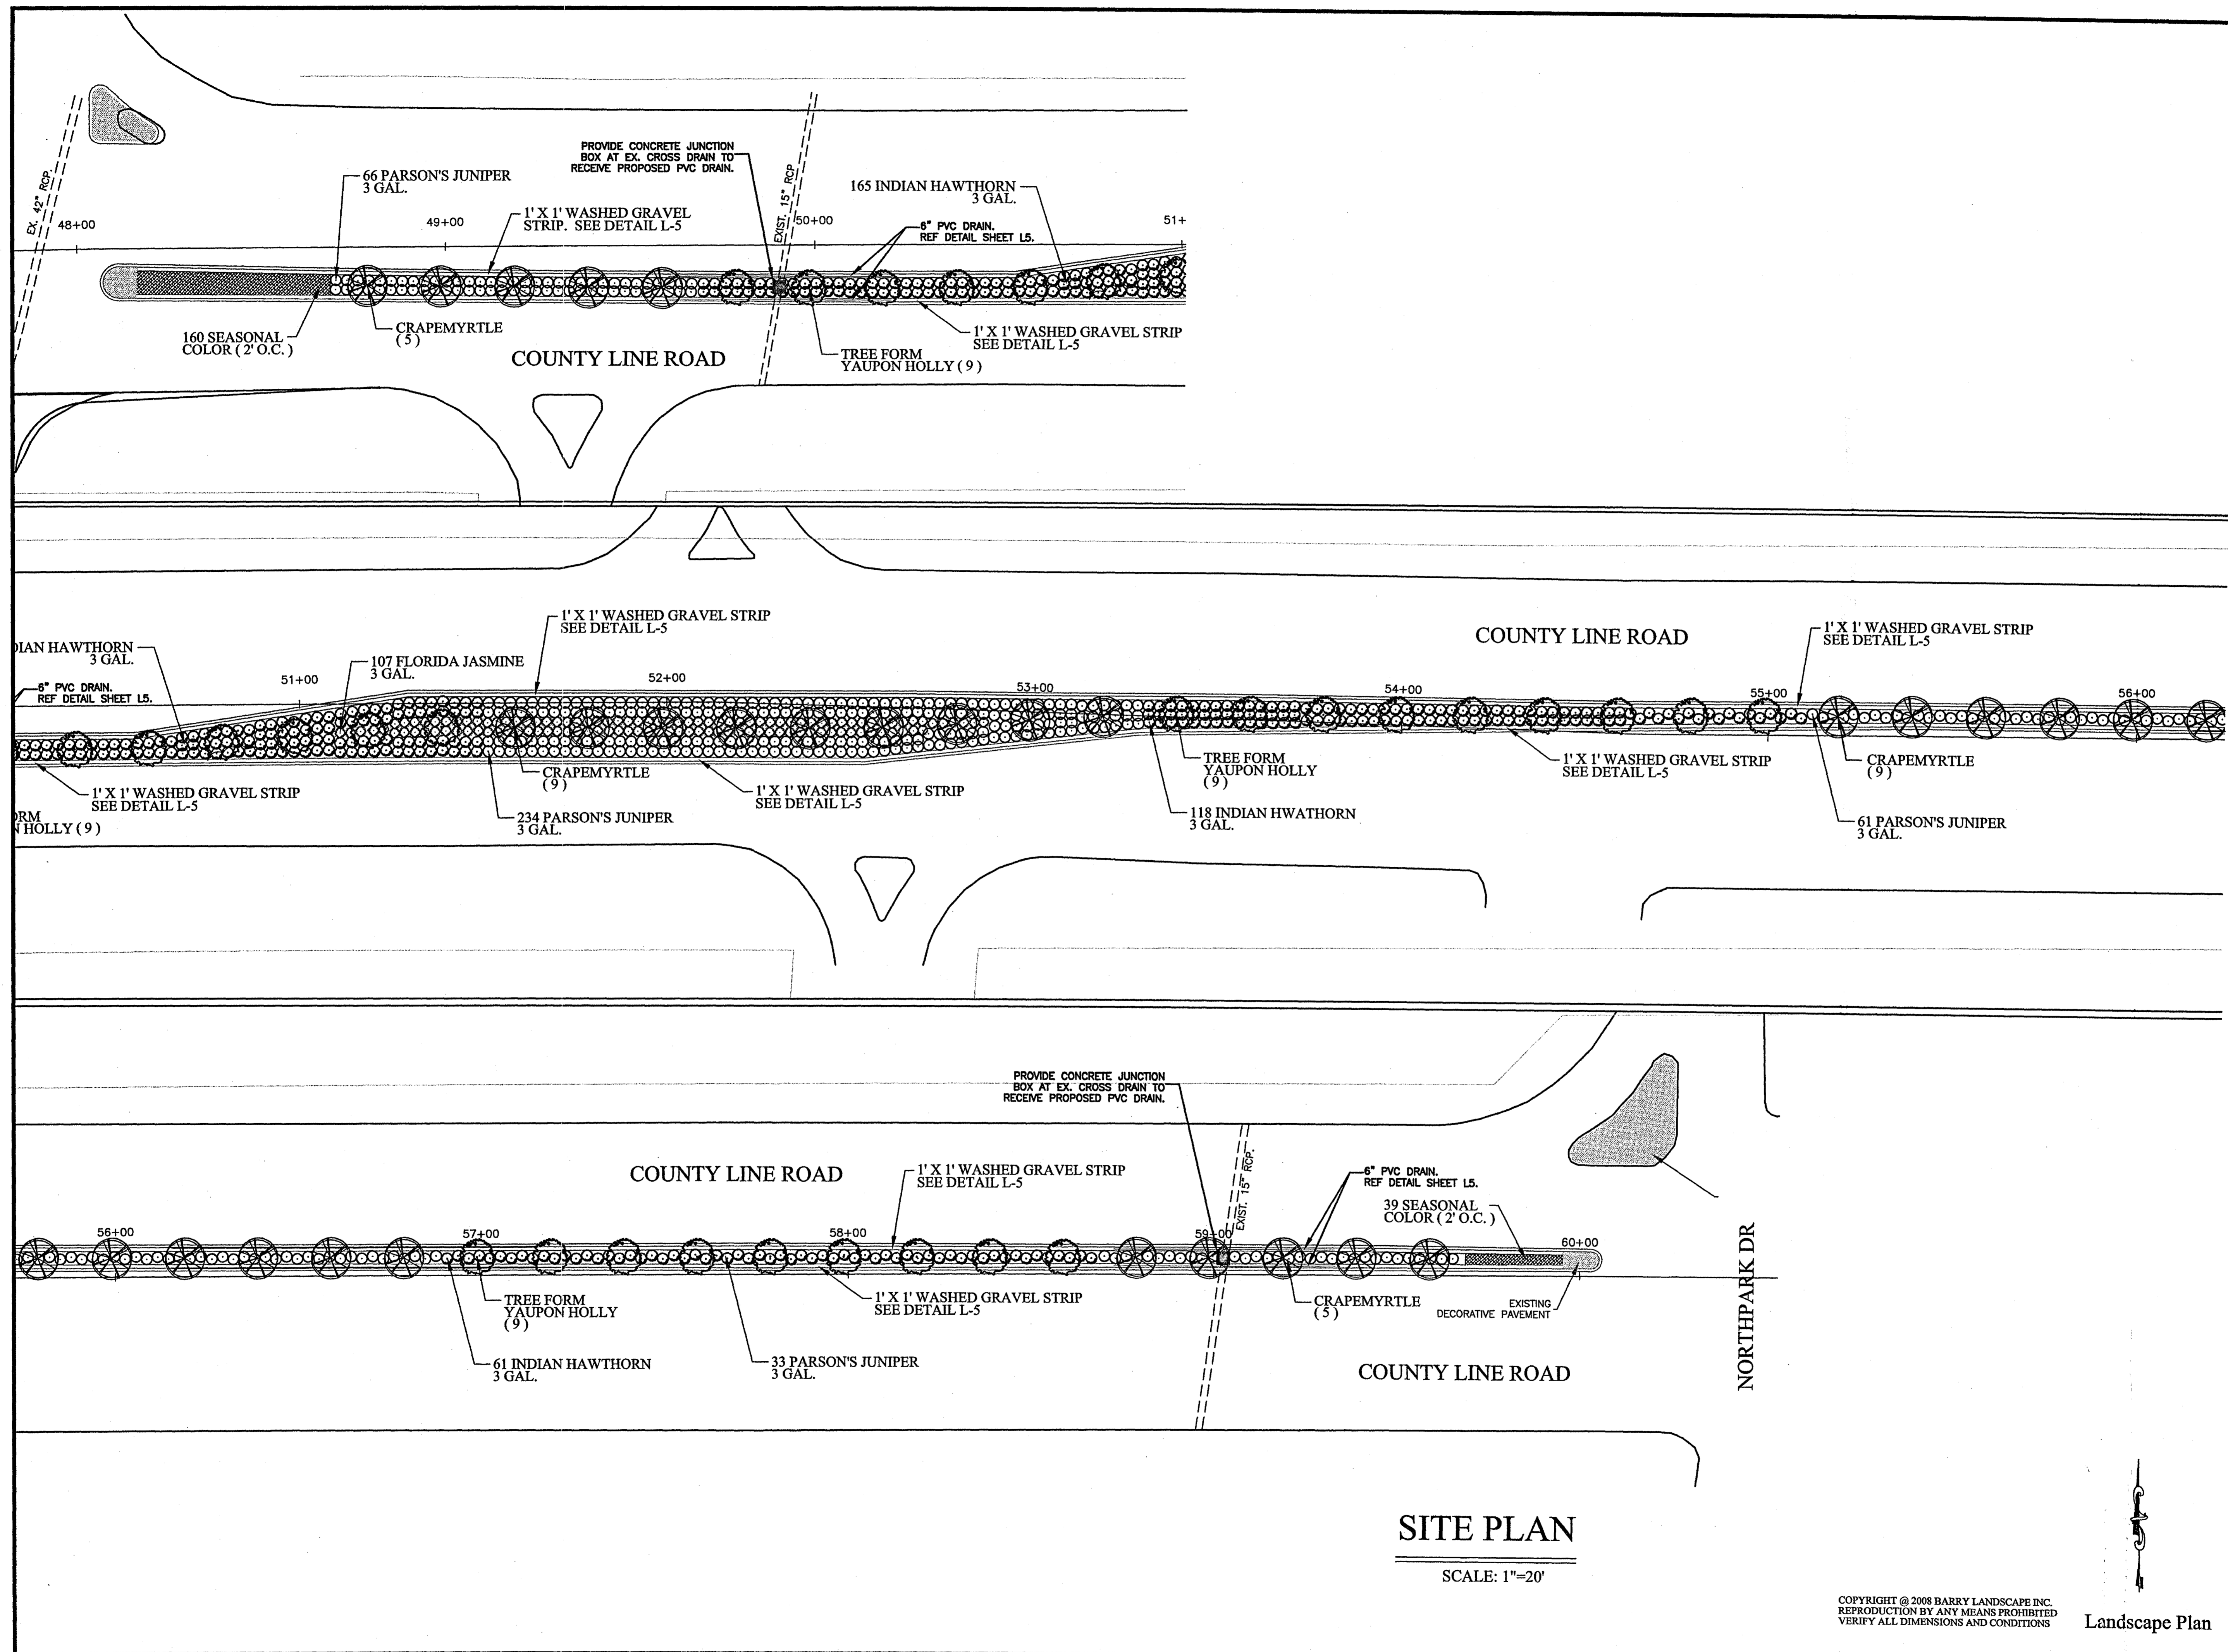 PROVIDE CONCRETE JUNCTION
BOX AT EX. CROSS DRAIN TO
RECEIVE PROPOSED PVC DRAIN.
EX. 42" RCP.
48+00
66 PARSON'S JUNIPER
3 GAL.
49+00
1' X 1' WASHED GRAVEL
STRIP. SEE DETAIL L-5
EXIST. 15" RCP
50+00
165 INDIAN HAWTHORN
3 GAL.
6" PVC DRAIN.
REF DETAIL SHEET L5.
51+
160 SEASONAL
COLOR ( 2' O.C. )
CRAPEMYRTLE
( 5 )
COUNTY LINE ROAD
TREE FORM
YAUPON HOLLY ( 9 )
1' X 1' WASHED GRAVEL STRIP
SEE DETAIL L-5
DIAN HAWTHORN
3 GAL.
6" PVC DRAIN.
REF DETAIL SHEET L5.
51+00
107 FLORIDA JASMINE
3 GAL.
1' X 1' WASHED GRAVEL STRIP
SEE DETAIL L-5
52+00
53+00
54+00
COUNTY LINE ROAD
1' X 1' WASHED GRAVEL STRIP
SEE DETAIL L-5
55+00
56+00
1' X 1' WASHED GRAVEL STRIP
SEE DETAIL L-5
ORM
N HOLLY ( 9 )
CRAPEMYRTLE
( 9 )
234 PARSON'S JUNIPER
3 GAL.
1' X 1' WASHED GRAVEL STRIP
SEE DETAIL L-5
TREE FORM
YAUPON HOLLY
( 9 )
118 INDIAN HWATHORN
3 GAL.
1' X 1' WASHED GRAVEL STRIP
SEE DETAIL L-5
CRAPEMYRTLE
( 9 )
61 PARSON'S JUNIPER
3 GAL.
PROVIDE CONCRETE JUNCTION
BOX AT EX. CROSS DRAIN TO
RECEIVE PROPOSED PVC DRAIN.
COUNTY LINE ROAD
1' X 1' WASHED GRAVEL STRIP
SEE DETAIL L-5
EXIST. 15" RCP.
6" PVC DRAIN.
REF DETAIL SHEET L5.
39 SEASONAL
COLOR ( 2' O.C. )
56+00
57+00
58+00
59+00
60+00
TREE FORM
YAUPON HOLLY
( 9 )
61 INDIAN HAWTHORN
3 GAL.
33 PARSON'S JUNIPER
3 GAL.
1' X 1' WASHED GRAVEL STRIP
SEE DETAIL L-5
CRAPEMYRTLE
( 5 )
EXISTING
DECORATIVE PAVEMENT
COUNTY LINE ROAD
NORTHPARK DR
SITE PLAN
SCALE: 1"=20'
COPYRIGHT @ 2008 BARRY LANDSCAPE INC.
REPRODUCTION BY ANY MEANS PROHIBITED
VERIFY ALL DIMENSIONS AND CONDITIONS
Landscape Plan